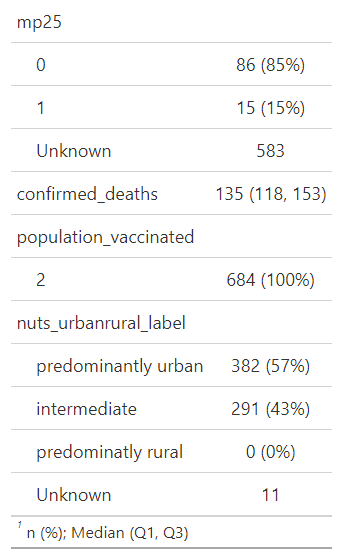 mp25
0 86 (85%)
1 15 (15%)
Unknown 583
confirmed_deaths 135 (118, 153)
population_vaccinated
2 684 (100%)
nuts_urbanrural_label
predominantly urban 382 (57%)
intermediate 291 (43%)
predominatly rural 0 (0%)
Unknown 11
1 n (%); Median (Q1, Q3)